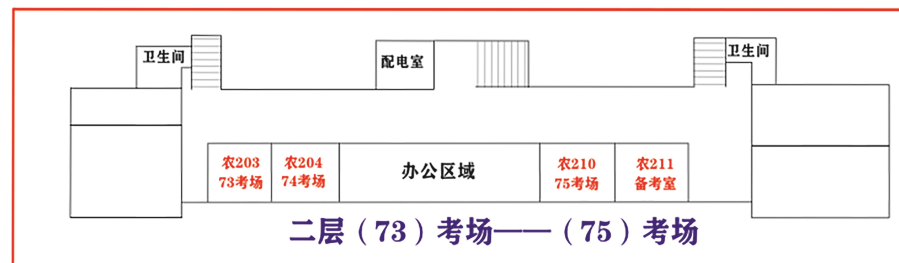 卫生间
配电室
卫生间
农203
73考场
农204
74考场
办公区域
农210
75考场
农211
备考室
二层（73）考场——（75）考场